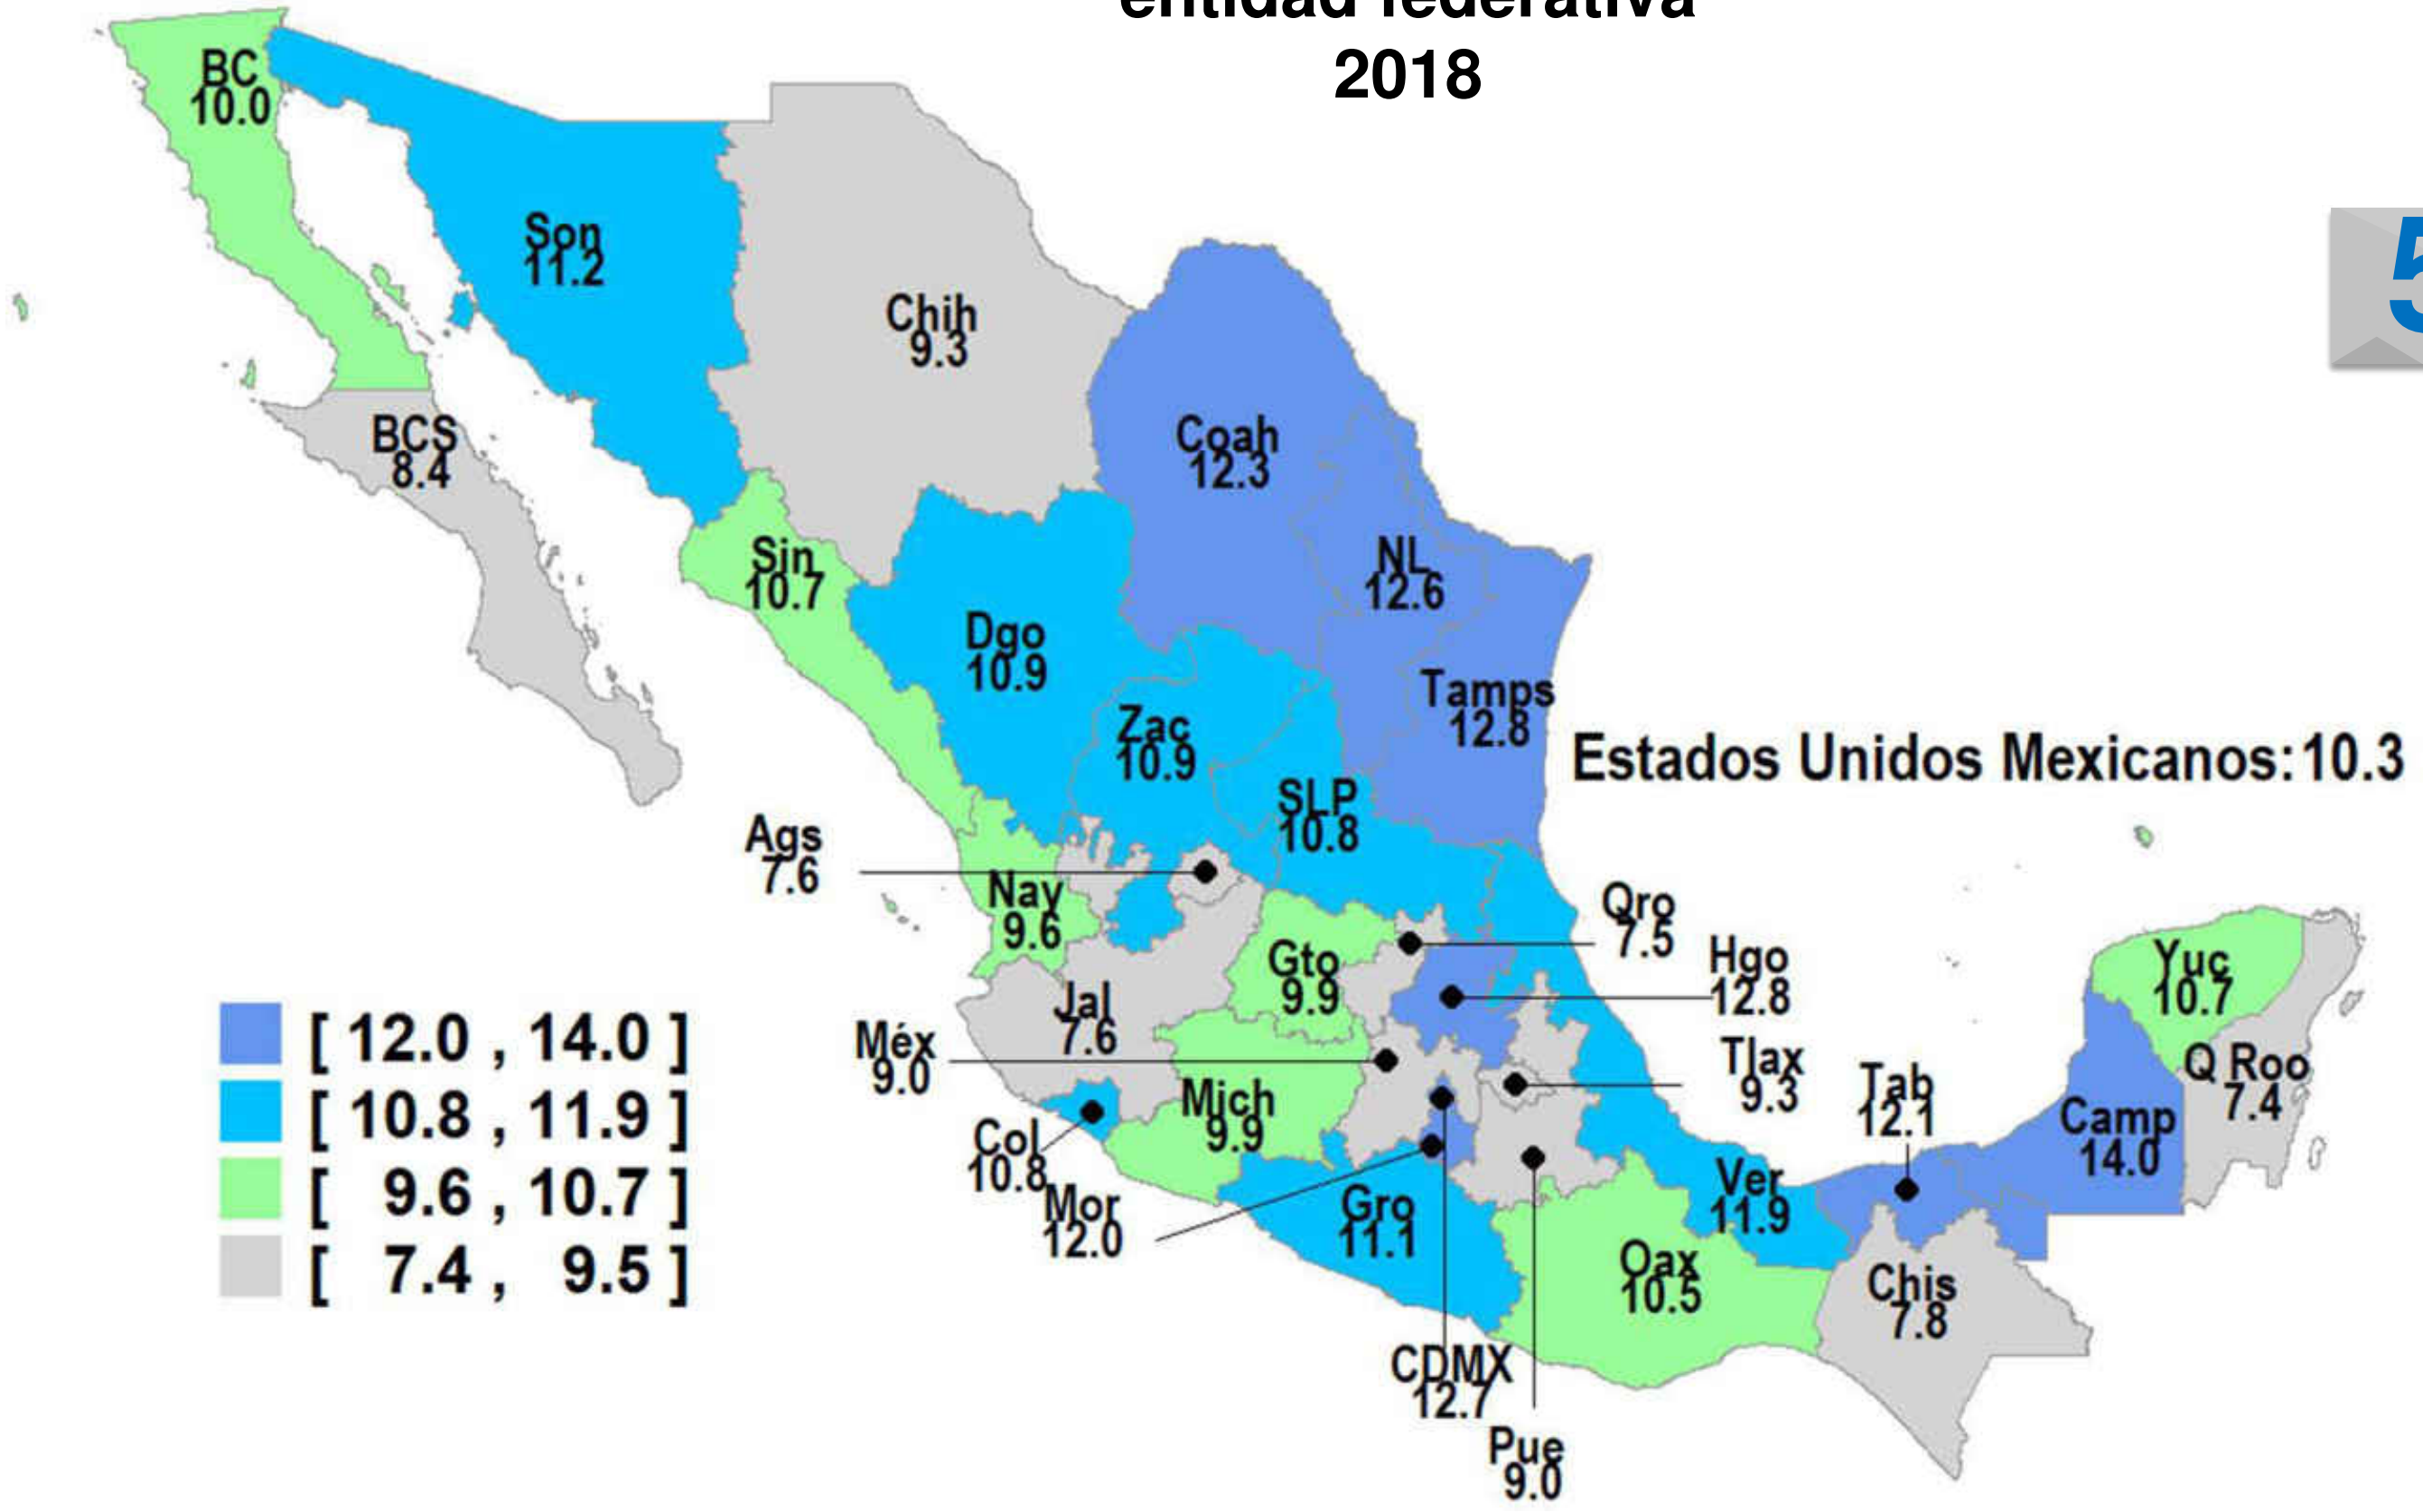 entidad federativa
2018
BC
10.0
Son
11.2
5
Chih
9.3
BCS
8.4
Coah
12.3
Sin
10.7
NL
12.6
Dgo
10.9
Tamps
12.8
Zac
10.9
Estados Unidos Mexicanos:10.3
SLP
10.8
Ags
7.6
Nay
9.6
Qro
7.5
Gto
9.9
Hgo
12.8
Yuc
10.7
Jal
7.6
Méx
9.0
Tlax
9.3
Q Roo
7.4
Tab
12.1
Mich
9.9
Camp
14.0
Col
10.8
Mor
12.0
Gro
11.1
Ver
11.9
Oax
10.5
Chis
7.8
CDMX
12.7
Pue
9.0
[ 12.0 , 14.0 ]
[ 10.8 , 11.9 ]
[ 9.6 , 10.7 ]
[ 7.4 , 9.5 ]